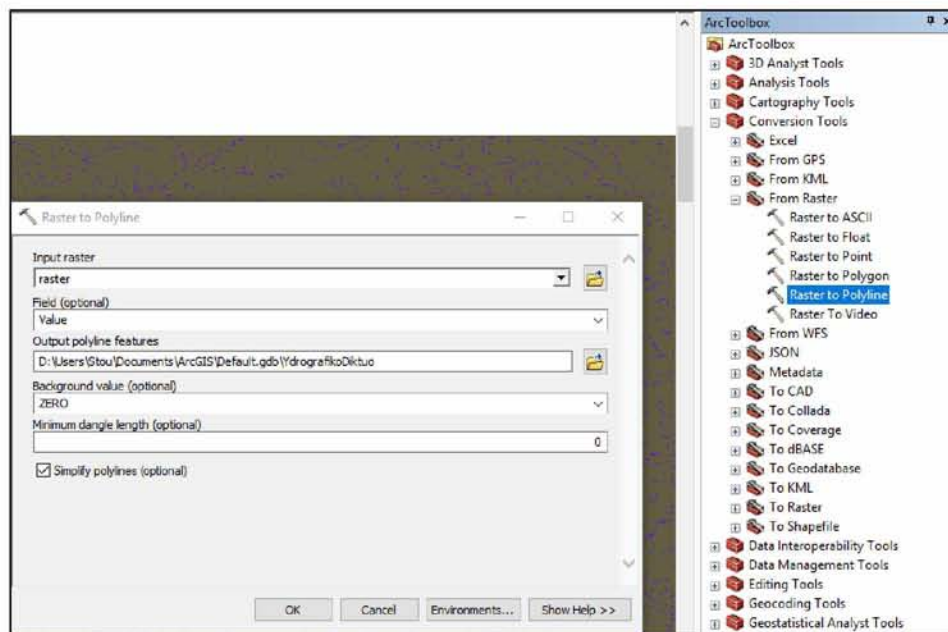 Raster to Polyline
Input raster
raster
Field (optional)
Value
Output polyline features
D:\Users\Stou\Documents\ArcGIS\Default.gdb\YdrografikoDiktuo
Background value (optional)
ZERO
Minimum dangle length (optional)
0
Simplify polylines (optional)
OK
Cancel
Environments...
Show Help >>
ArcToolbox
ArcToolbox
3D Analyst Tools
Analysis Tools
Cartography Tools
Conversion Tools
Excel
From GPS
From KML
From Raster
Raster to ASCII
Raster to Float
Raster to Point
Raster to Polygon
Raster to Polyline
Raster To Video
From WFS
JSON
Metadata
To CAD
To Collada
To Coverage
To dBASE
To Geodatabase
To KML
To Raster
To Shapefile
Data Interoperability Tools
Data Management Tools
Editing Tools
Geocoding Tools
Geostatistical Analyst Tools